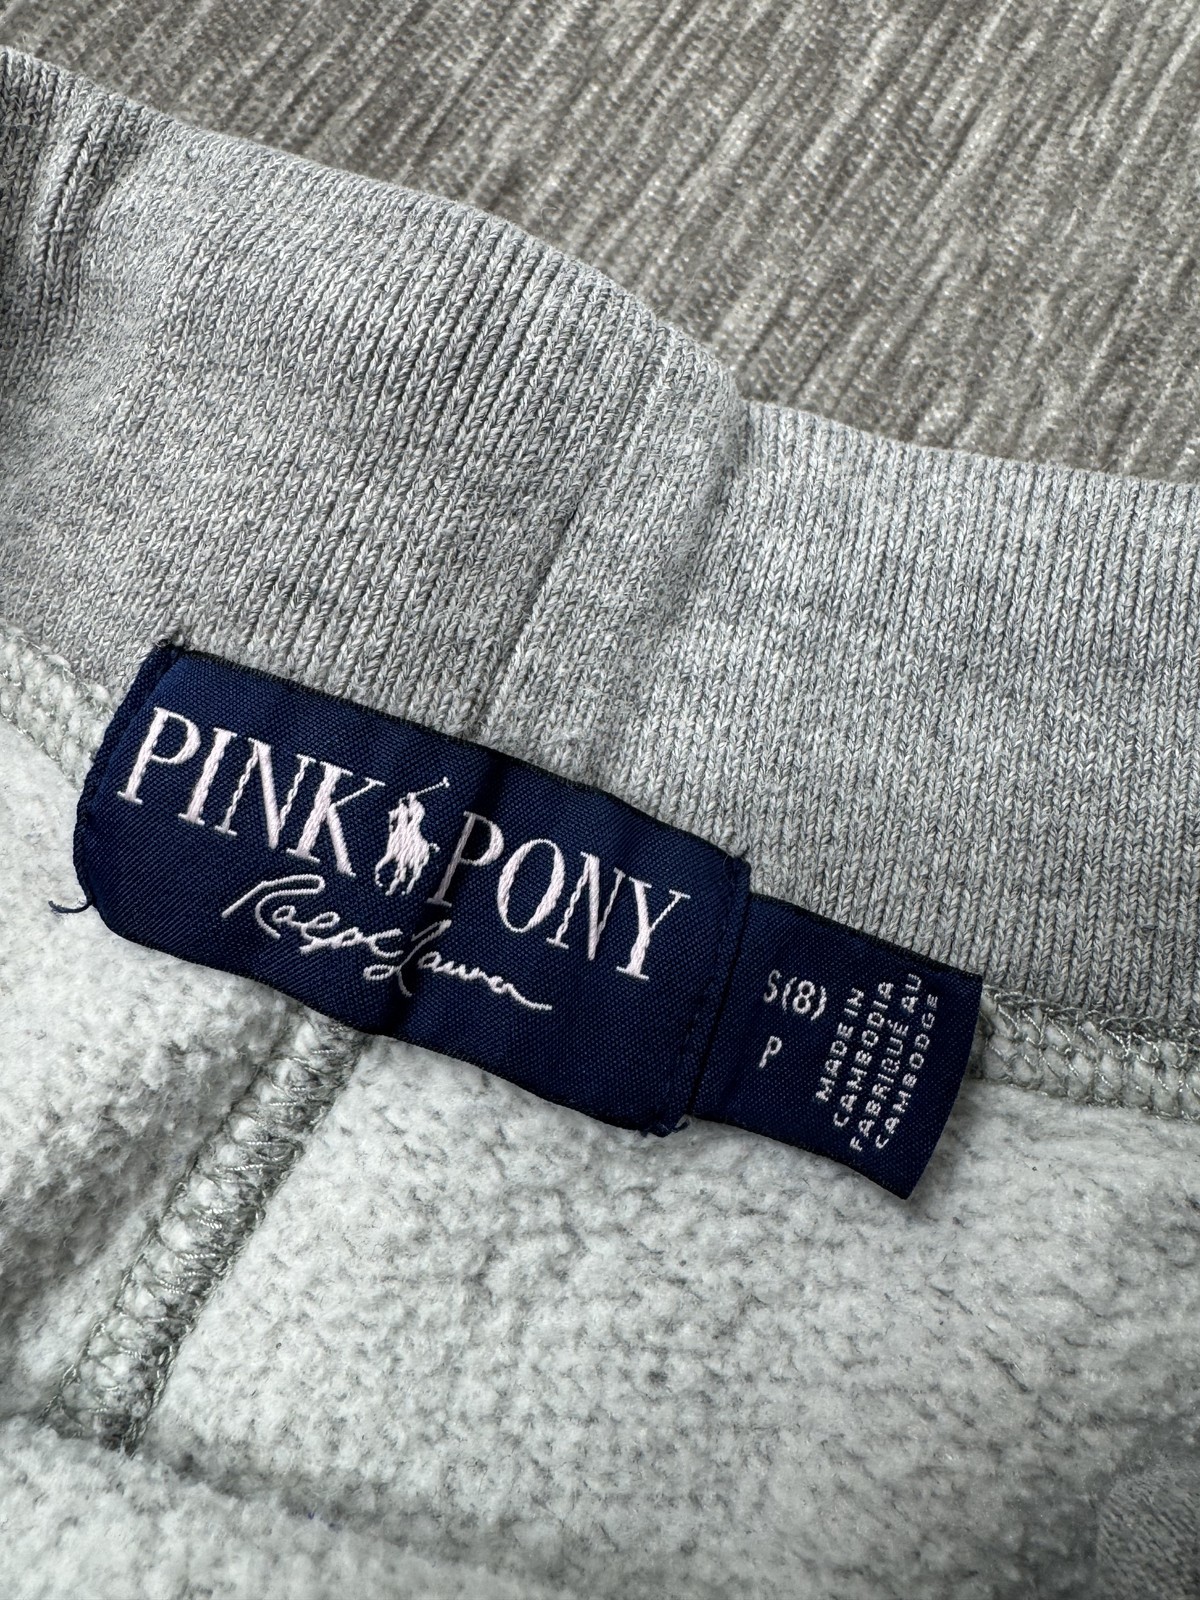 PINK PONY
Ralph Lauren
S(8)
P
MADE IN
CAMBODIA
FABRIQUÉ AU
CAMBODGE